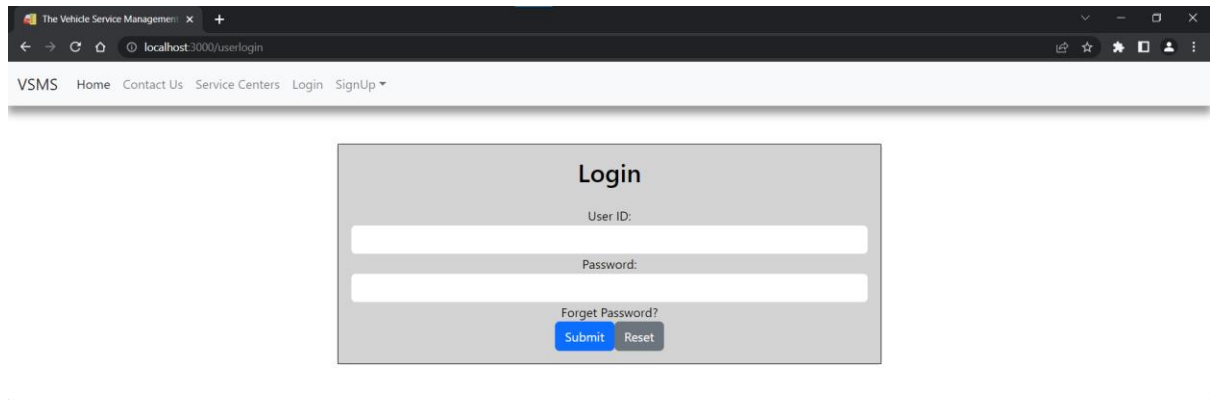 The Vehicle Service Management
localhost:3000/userlogin
VSMS Home Contact Us Service Centers Login SignUp
Login
User ID:
Password:
Forget Password?
Submit Reset